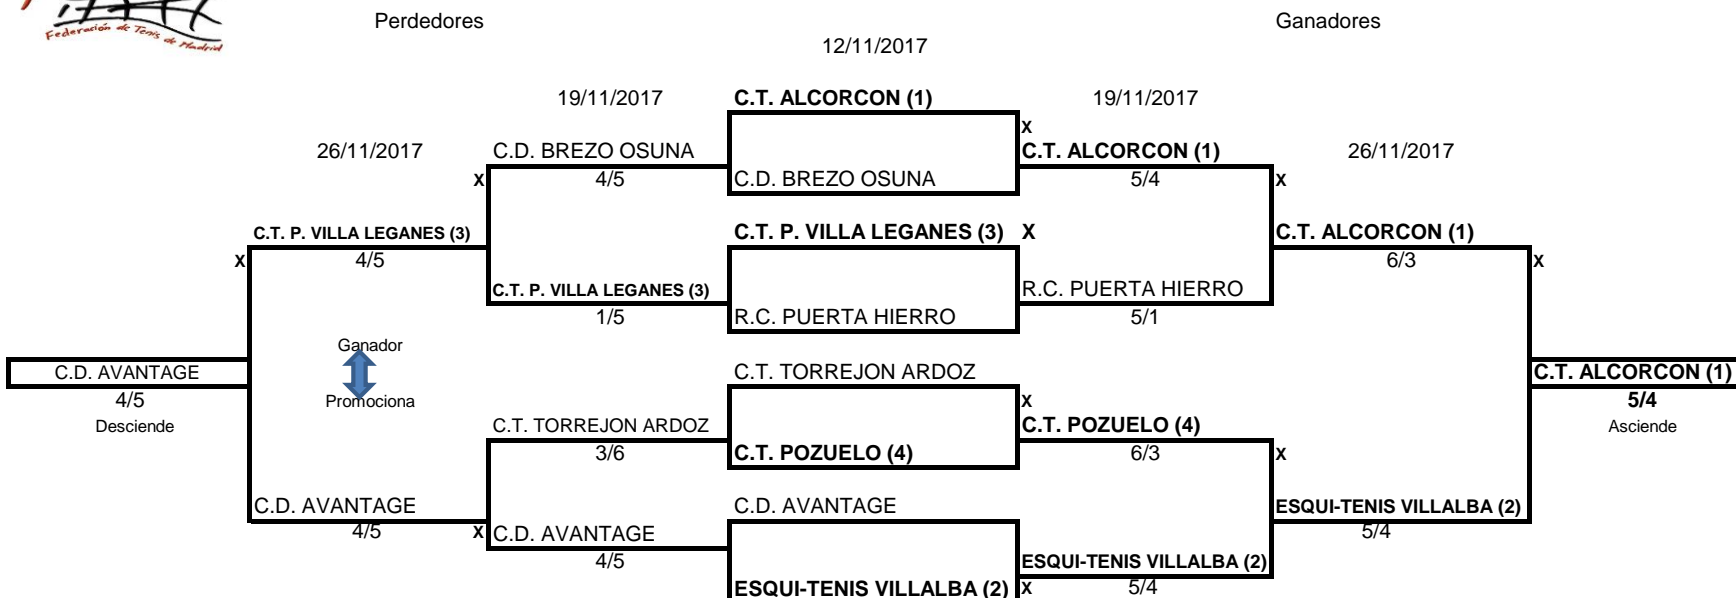 Federación de Tenis de Madrid
Perdedores
Ganadores
12/11/2017
19/11/2017
C.T. ALCORCON (1)
19/11/2017
X
26/11/2017
C.D. BREZO OSUNA
C.T. ALCORCON (1)
26/11/2017
X
4/5
C.D. BREZO OSUNA
5/4
X
C.T. P. VILLA LEGANES (3)
C.T. P. VILLA LEGANES (3)
X
C.T. ALCORCON (1)
X
4/5
6/3
X
C.T. P. VILLA LEGANES (3)
R.C. PUERTA HIERRO
1/5
R.C. PUERTA HIERRO
5/1
Ganador
C.D. AVANTAGE
C.T. TORREJON ARDOZ
C.T. ALCORCON (1)
4/5
Promociona
X
5/4
Desciende
C.T. TORREJON ARDOZ
C.T. POZUELO (4)
Asciende
3/6
C.T. POZUELO (4)
6/3
X
C.D. AVANTAGE
C.D. AVANTAGE
ESQUI-TENIS VILLALBA (2)
4/5
X
C.D. AVANTAGE
5/4
4/5
ESQUI-TENIS VILLALBA (2)
ESQUI-TENIS VILLALBA (2)
X
5/4